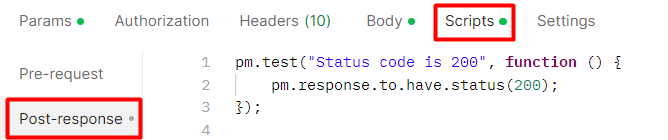 Params Authorization Headers (10) Body Scripts Settings
Pre-request
Post-response
1 pm.test("Status code is 200", function () {
2 pm.response.to.have.status(200);
3 });
4